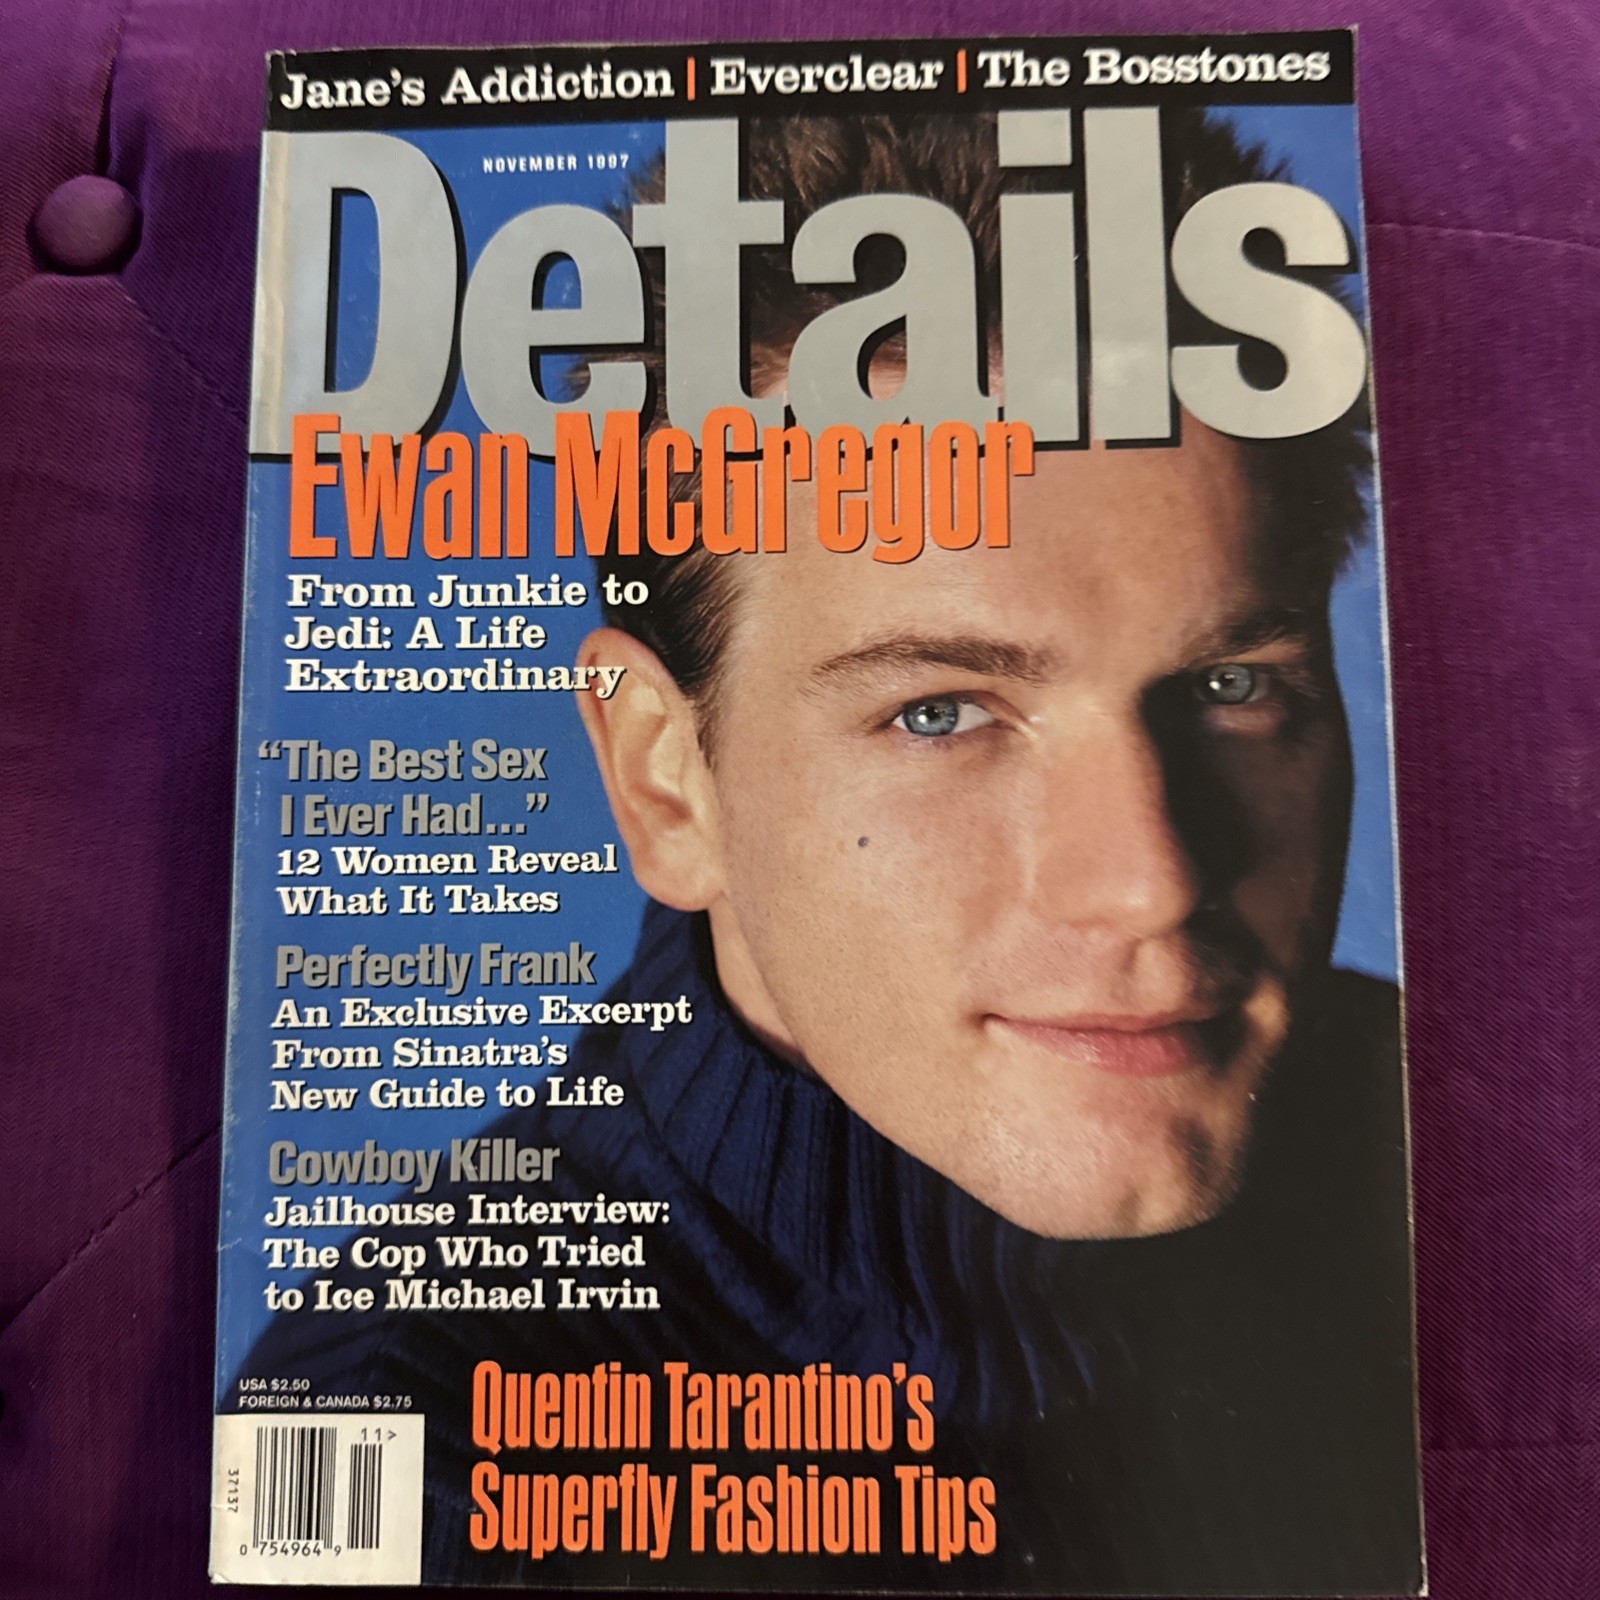 Jane's Addiction | Everclear | The Bosstones
NOVEMBER 1997
Details
Ewan McGregor
From Junkie to
Jedi: A Life
Extraordinary
“The Best Sex
I Ever Had...”
12 Women Reveal
What It Takes
Perfectly Frank
An Exclusive Excerpt
From Sinatra's
New Guide to Life
Cowboy Killer
Jailhouse Interview:
The Cop Who Tried
to Ice Michael Irvin
USA $2.50
FOREIGN & CANADA $2.75
Quentin Tarantino's
Superfly Fashion Tips
11>
37137
0 754964 9